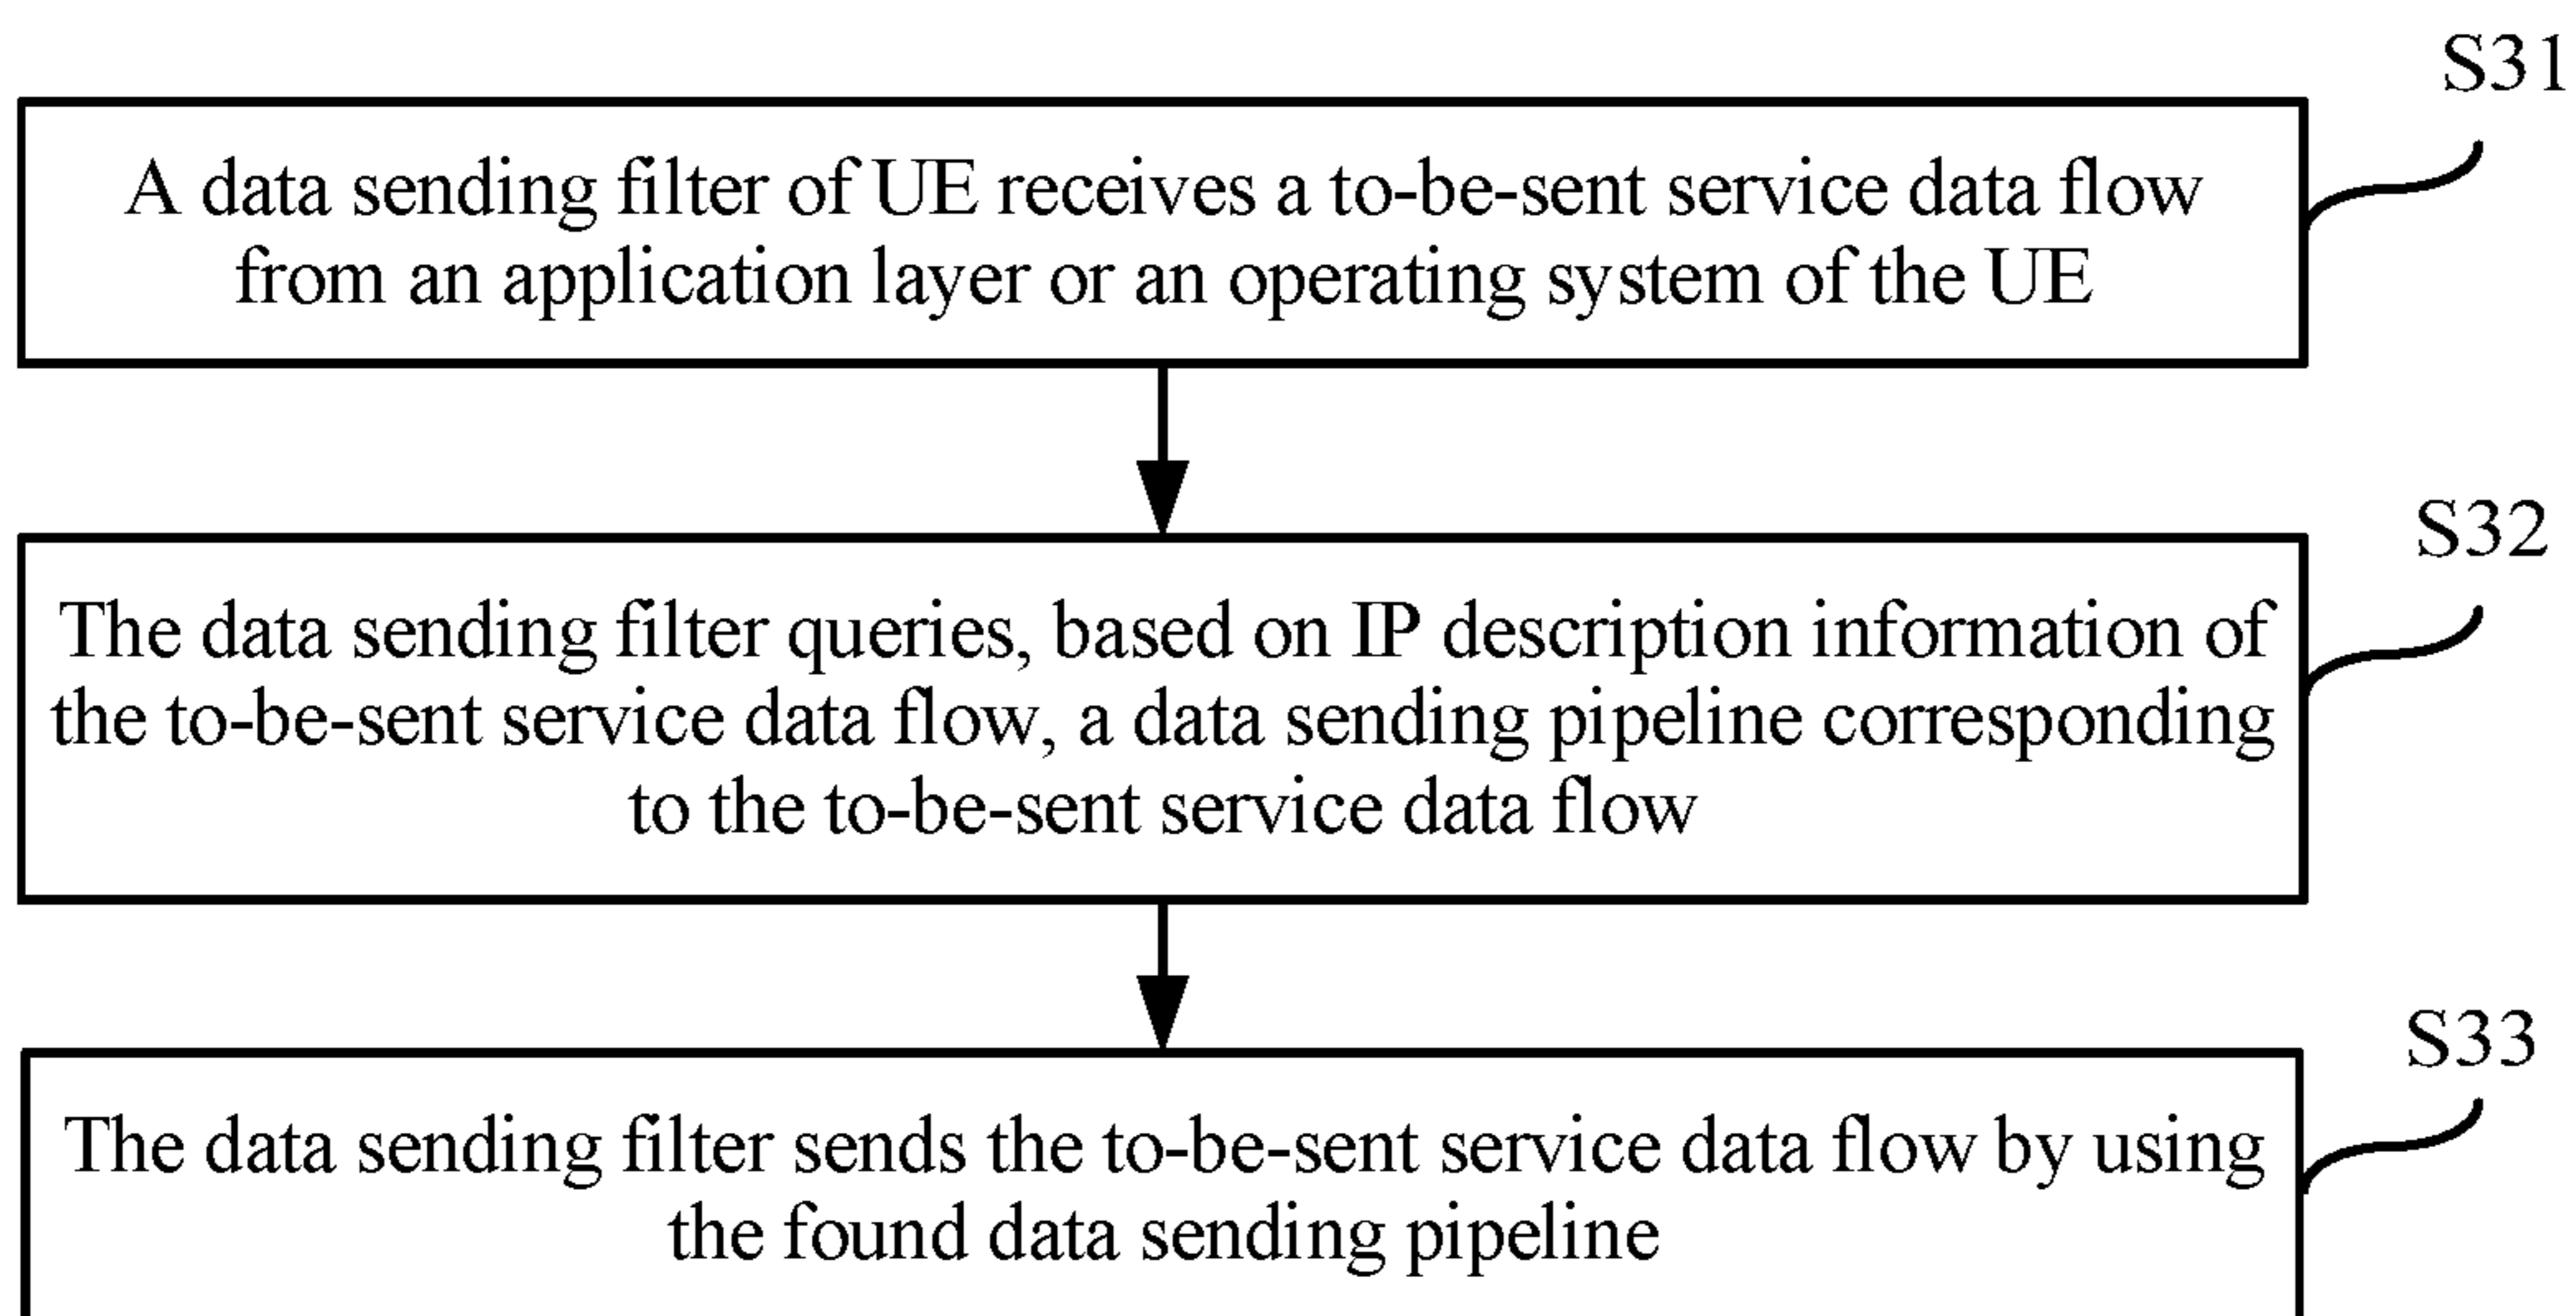 S31
A data sending filter of UE receives a to-be-sent service data flow
from an application layer or an operating system of the UE
S32
The data sending filter queries, based on IP description information of
the to-be-sent service data flow, a data sending pipeline corresponding
to the to-be-sent service data flow
S33
The data sending filter sends the to-be-sent service data flow by using
the found data sending pipeline